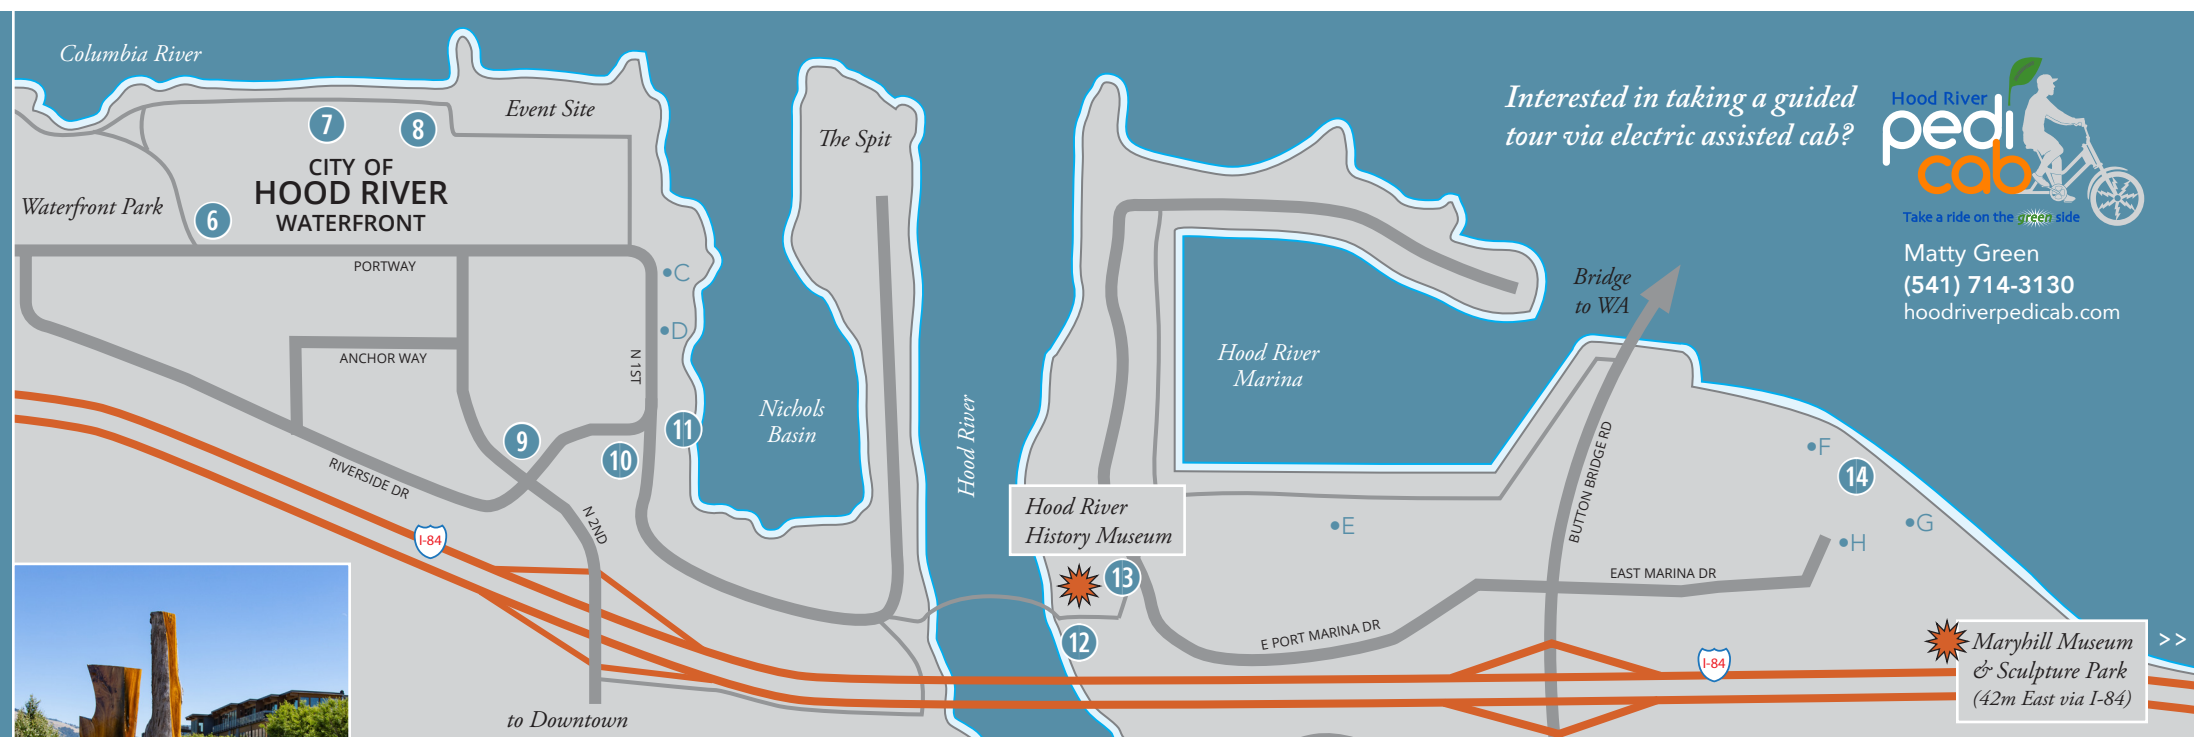 Columbia River
Event Site
7
8
CITY OF
HOOD RIVER
WATERFRONT
Waterfront Park
6
PORTWAY
ANCHOR WAY
N 1ST
C
D
The Spit
Nichols
Basin
9
10
11
RIVERSIDE DR
N 2ND
I-84
to Downtown
Hood River
Hood River
Marina
Hood River
History Museum
13
12
E
E PORT MARINA DR
Bridge
to WA
BUTTON BRIDGE RD
EAST MARINA DR
F
14
G
H
I-84
Maryhill Museum
& Sculpture Park
(42m East via I-84)
>>
Interested in taking a guided
tour via electric assisted cab?
Hood River
pedi
cab
Take a ride on the green side
Matty Green
(541) 714-3130
hoodriverpedicab.com